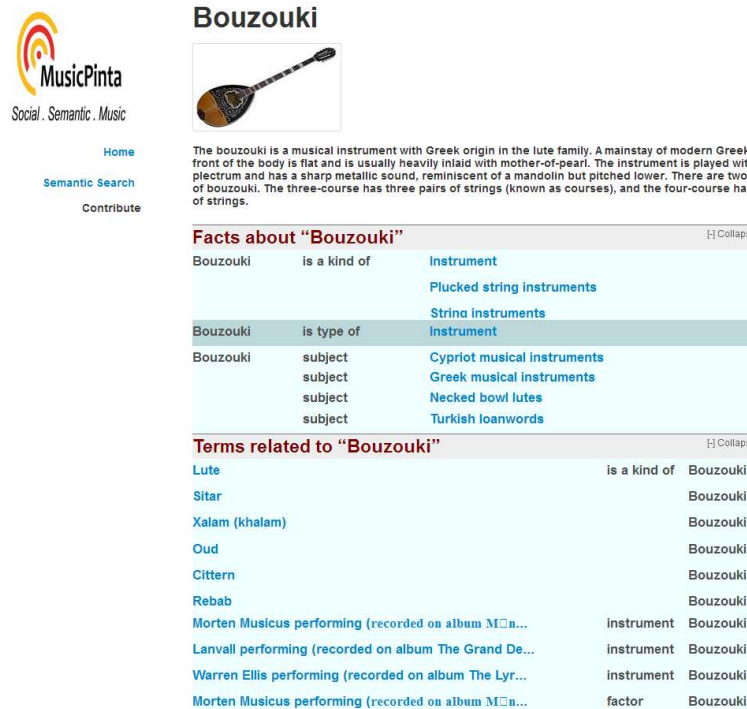 Bouzouki
MusicPinta
Social . Semantic . Music
Home
Semantic Search
Contribute
The bouzouki is a musical instrument with Greek origin in the lute family. A mainstay of modern Greek
front of the body is flat and is usually heavily inlaid with mother-of-pearl. The instrument is played wit
plectrum and has a sharp metallic sound, reminiscent of a mandolin but pitched lower. There are two
of bouzouki. The three-course has three pairs of strings (known as courses), and the four-course ha
of strings.
Facts about “Bouzouki” [-] Collaps
Bouzouki is a kind of Instrument
Plucked string instruments
String instruments
Bouzouki is type of Instrument
Bouzouki subject Cypriot musical instruments
subject Greek musical instruments
subject Necked bowl lutes
subject Turkish loanwords
Terms related to “Bouzouki” [-] Collaps
Lute is a kind of Bouzouki
Sitar Bouzouki
Xalam (khalam) Bouzouki
Oud Bouzouki
Cittern Bouzouki
Rebab Bouzouki
Morten Musicus performing (recorded on album M□n... instrument Bouzouki
Lanvall performing (recorded on album The Grand De... instrument Bouzouki
Warren Ellis performing (recorded on album The Lyr... instrument Bouzouki
Morten Musicus performing (recorded on album M□n... factor Bouzouki